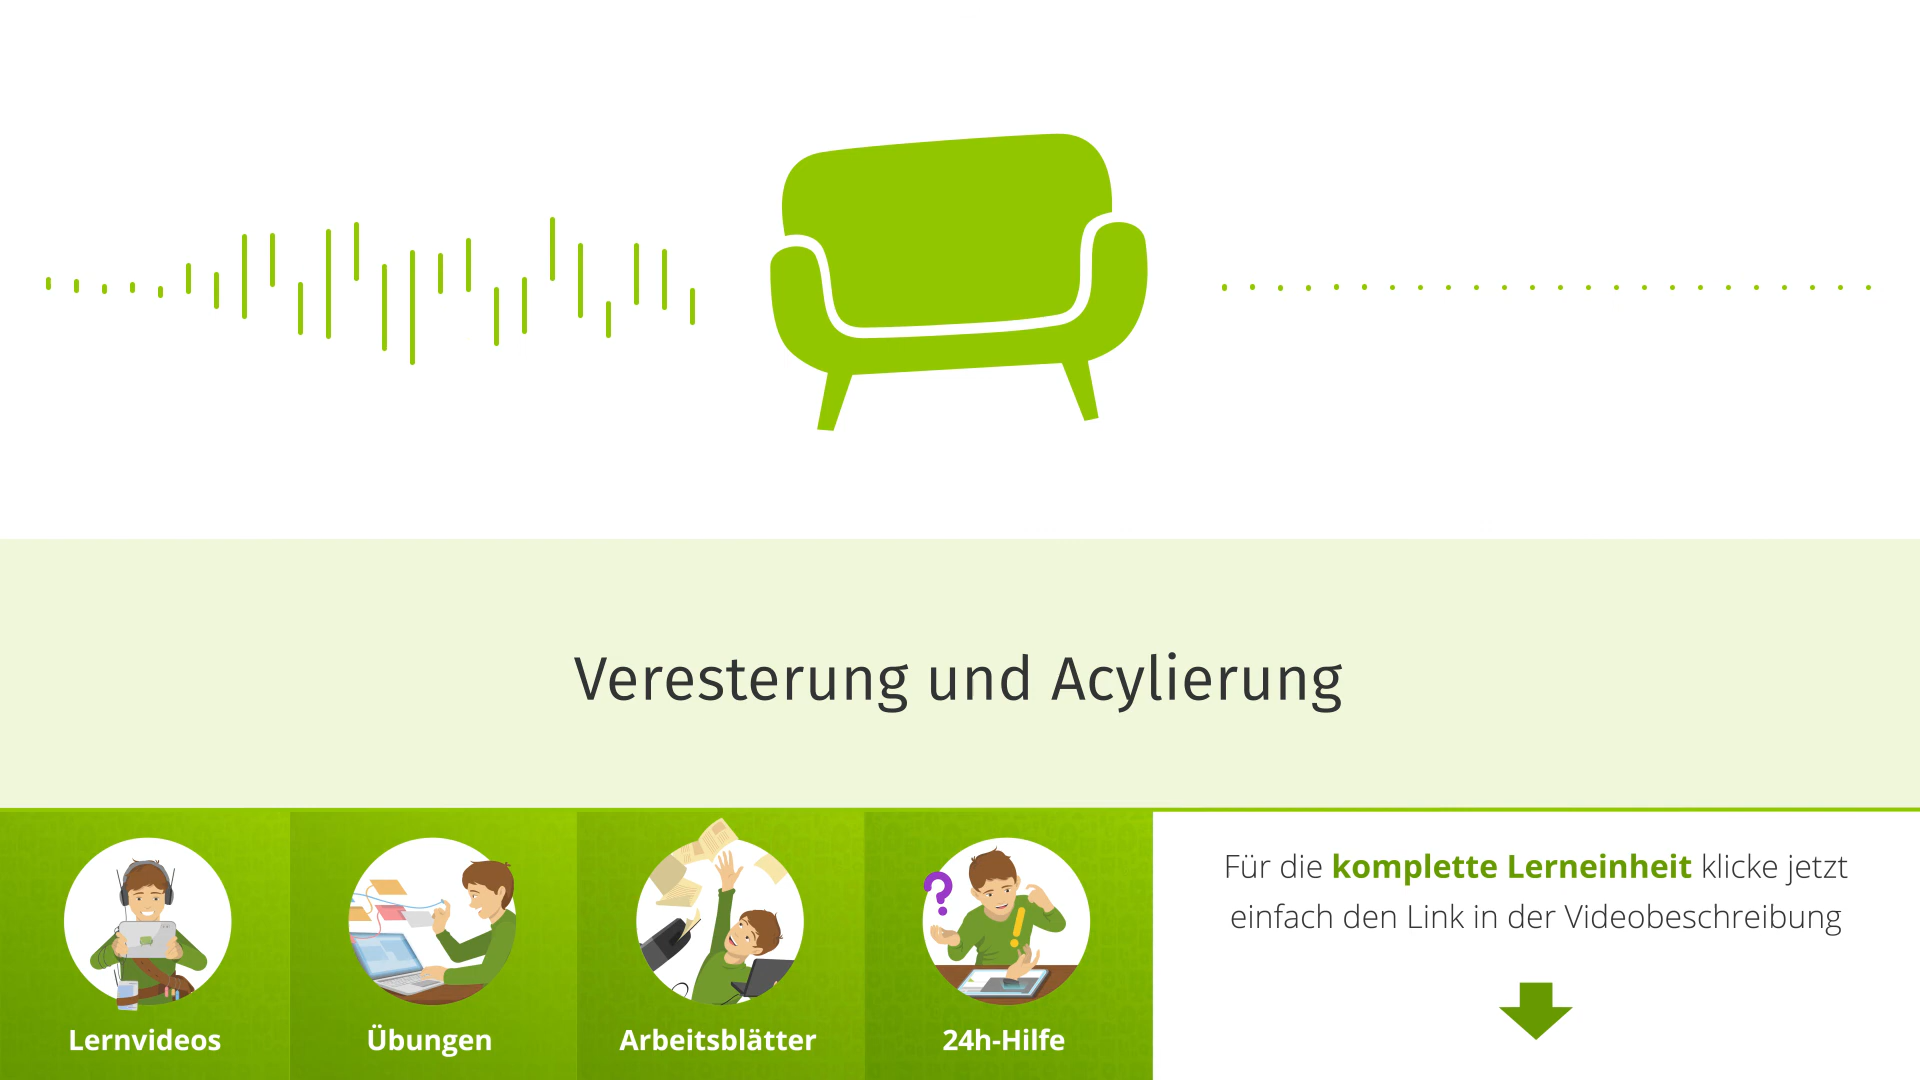 Veresterung und Acylierung
Lernvideos
Übungen
Arbeitsblätter
24h-Hilfe
Für die komplette Lerneinheit klicke jetzt
einfach den Link in der Videobeschreibung